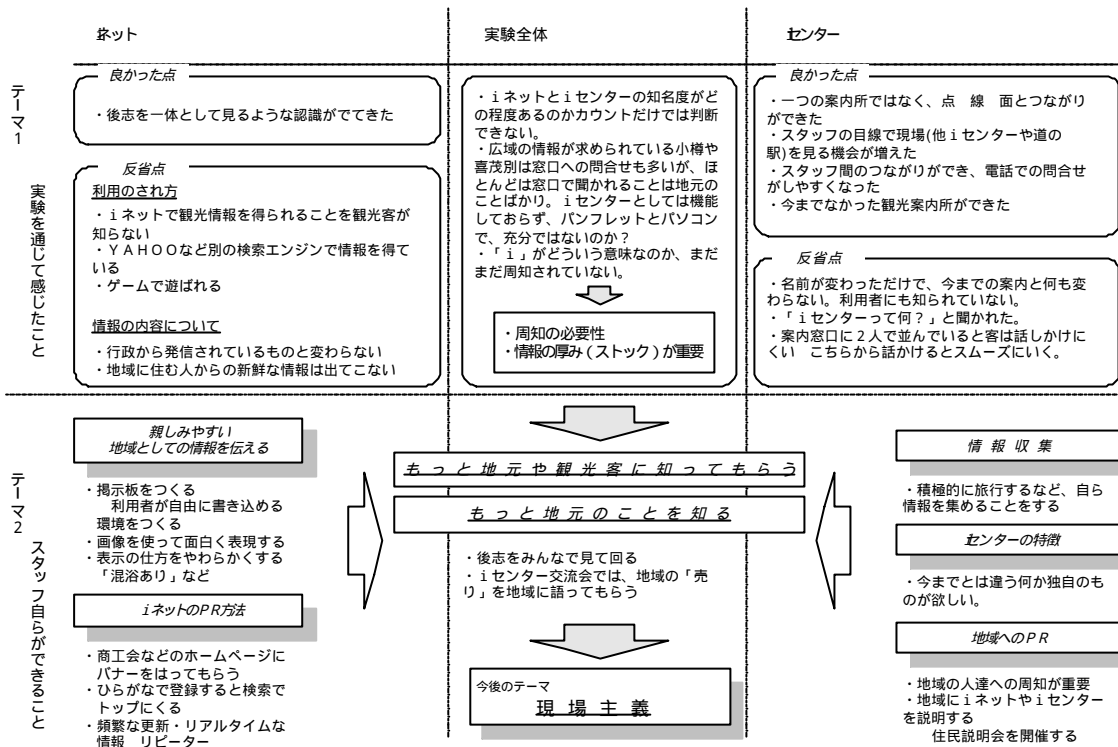 iネット
実験全体
iセンター
テーマ1
実験を通じて感じたこと
良かった点
・後志を一体として見るような認識がでてきた
反省点
利用のされ方
・iネットで観光情報を得られることを観光客が
知らない
・YAHOOなど別の検索エンジンで情報を得て
いる
・ゲームで遊ばれる
情報の内容について
・行政から発信されているものと変わらない
・地域に住む人からの新鮮な情報は出てこない
・iネットとiセンターの知名度がど
の程度あるのかカウントだけでは判断
できない。
・広域の情報が求められている小樽や
喜茂別は窓口への問合せも多いが、ほ
とんどは窓口で聞かれることは地元の
ことばかり。iセンターとしては機能
しておらず、パンフレットとパソコン
で、充分ではないのか?
・「i」がどういう意味なのか、まだ
まだ周知されていない。
・周知の必要性
・情報の厚み(ストック)が重要
良かった点
・一つの案内所ではなく、点 線 面とつながり
ができた
・スタッフの目線で現場(他iセンターや道の
駅)を見る機会が増えた
・スタッフ間のつながりができ、電話での問合せ
がしやすくなった
・今までなかった観光案内所ができた
反省点
・名前が変わっただけで、今までの案内と何も変
わらない。利用者にも知られていない。
・「iセンターって何?」と聞かれた。
・案内窓口に2人で並んでいると客は話しかけに
くい こちらから話かけるとスムーズにいく。
テーマ2
スタッフ自らができること
親しみやすい
地域としての情報を伝える
・掲示板をつくる
利用者が自由に書き込める
環境をつくる
・画像を使って面白く表現する
・表示の仕方をやわらかくする
「混浴あり」など
iネットのPR方法
・商工会などのホームページに
バナーをはってもらう
・ひらがなで登録すると検索で
トップにくる
・頻繁な更新・リアルタイムな
情報 リピーター
もっと地元や観光客に知ってもらう
もっと地元のことを知る
・後志をみんなで見て回る
・iセンター交流会では、地域の「売
り」を地域に語ってもらう
今後のテーマ
現場主義
情報収集
・積極的に旅行するなど、自ら
情報を集めることをする
iセンターの特徴
・今までとは違う何か独自のも
のが欲しい。
地域へのPR
・地域の人達への周知が重要
・地域にiネットやiセンター
を説明する
住民説明会を開催する